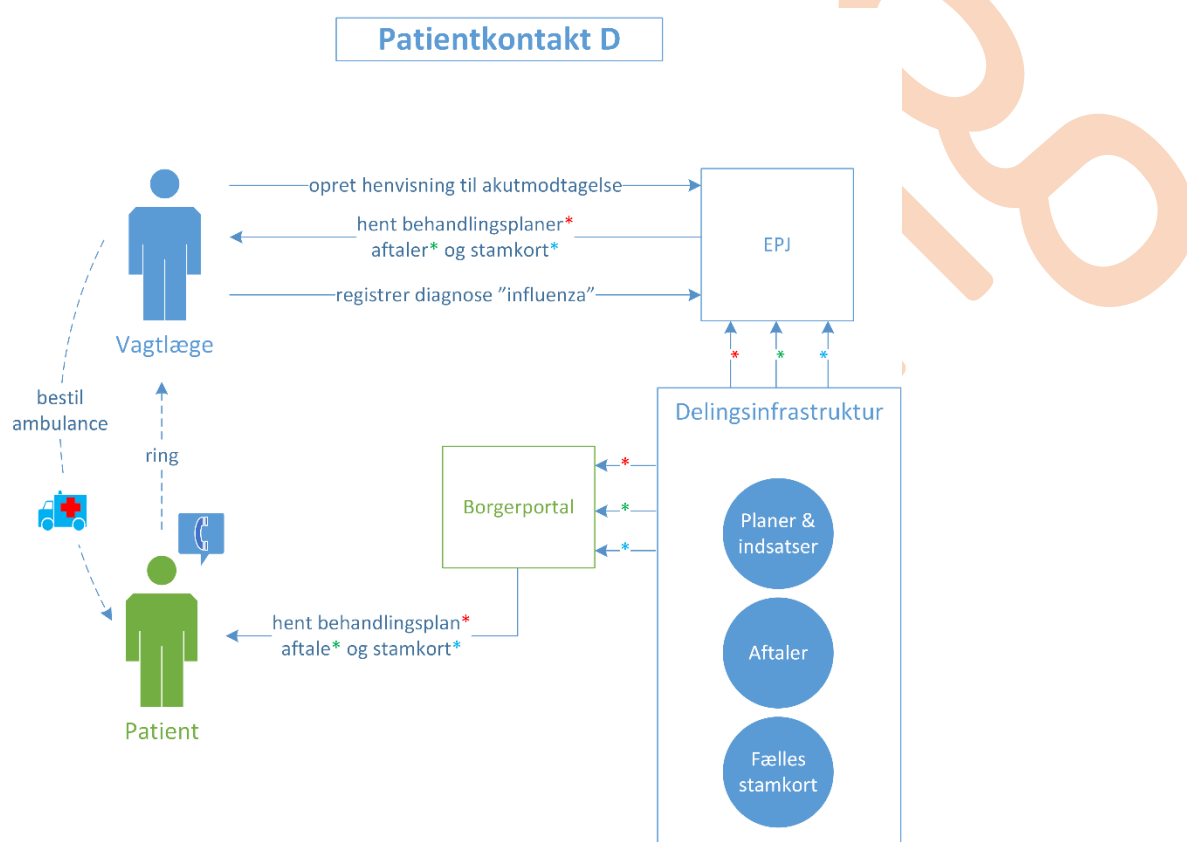 Patientkontakt D
opret henvisning til akutmodtagelse
hent behandlingsplaner*
aftaler* og stamkort*
EPJ
registrer diagnose ”influenza”
Vagtlæge
* * *
bestil
ambulance
ring
Delingsinfrastruktur
*
Borgerportal
*
*
Planer &
indsatser
hent behandlingsplan*
aftale* og stamkort*
Aftaler
Patient
Fælles
stamkort